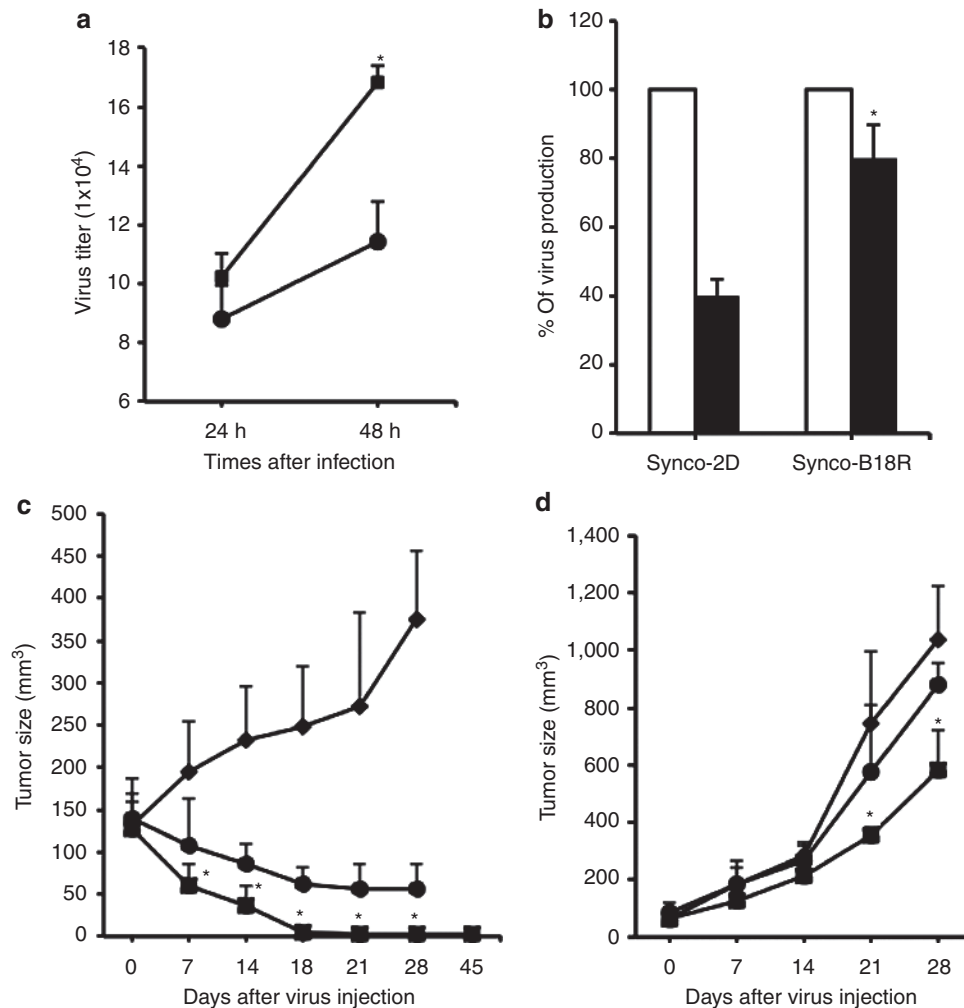 a
18
16
14
12
10
8
6
Virus titer (1x10⁴)
*
24 h
48 h
Times after infection
b
120
100
80
60
40
20
0
% Of virus production
*
Synco-2D
Synco-B18R
c
500
450
400
350
300
250
200
150
100
50
0
Tumor size (mm³)
* * * * *
0 7 14 18 21 28 45
Days after virus injection
d
1,400
1,200
1,000
800
600
400
200
0
Tumor size (mm³)
* *
0 7 14 21 28
Days after virus injection